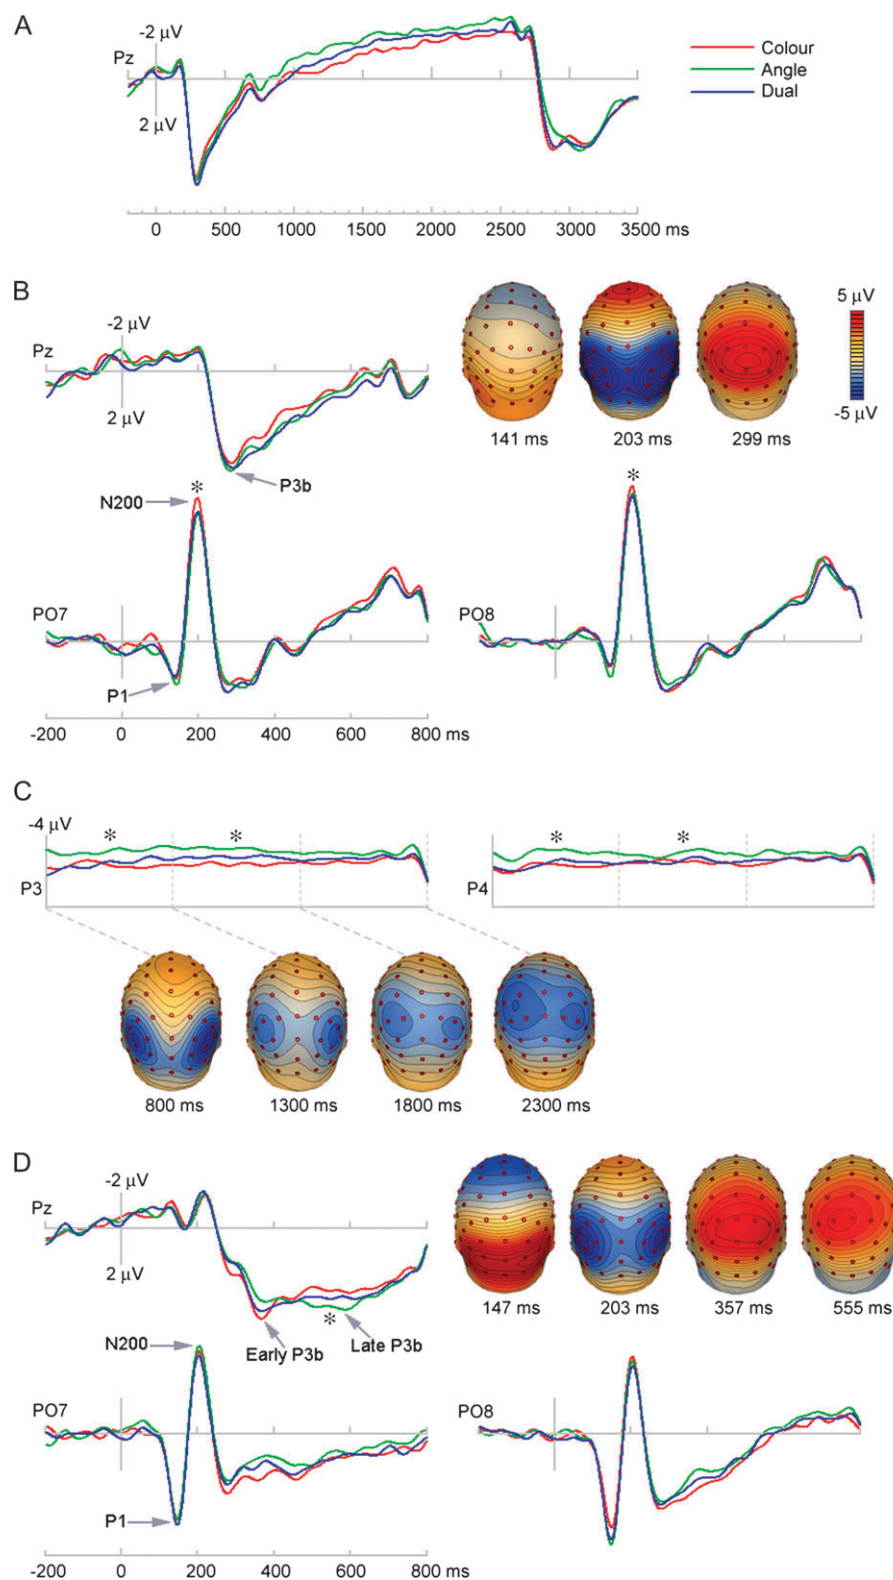 A
-2 µV
Pz
2 µV
Colour
Angle
Dual
0 500 1000 1500 2000 2500 3000 3500 ms
B
-2 µV
Pz
2 µV
5 µV
-5 µV
141 ms 203 ms 299 ms
P3b
*
N200
*
PO7
PO8
P1
-200 0 200 400 600 800 ms
C
-4 µV
* *
* *
P3
P4
800 ms 1300 ms 1800 ms 2300 ms
D
-2 µV
Pz
2 µV
147 ms 203 ms 357 ms 555 ms
*
N200
Early P3b
Late P3b
PO7
PO8
P1
-200 0 200 400 600 800 ms